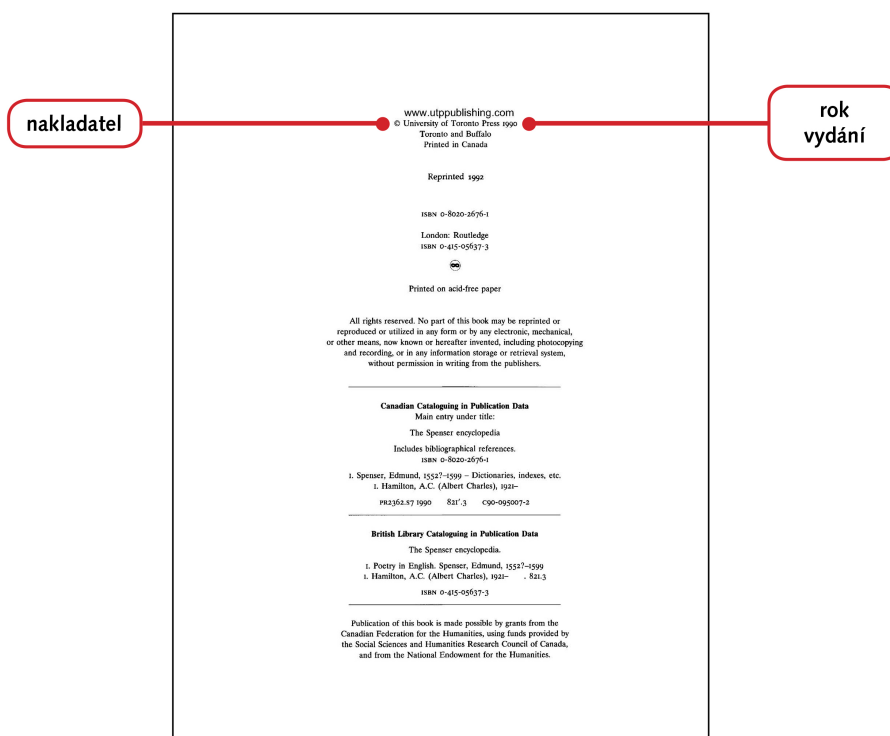 nakladatel
rok
vydání
www.utppublishing.com
© University of Toronto Press 1990
Toronto and Buffalo
Printed in Canada
Reprinted 1992
ISBN 0-8020-2676-1
London: Routledge
ISBN 0-415-05637-3
Printed on acid-free paper
All rights reserved. No part of this book may be reprinted or
reproduced or utilized in any form or by any electronic, mechanical,
or other means, now known or hereafter invented, including photocopying
and recording, or in any information storage or retrieval system,
without permission in writing from the publishers.
Canadian Cataloguing in Publication Data
Main entry under title:
The Spenser encyclopedia
Includes bibliographical references.
ISBN 0-8020-2676-1
1. Spenser, Edmund, 1552?–1599 – Dictionaries, indexes, etc.
1. Hamilton, A.C. (Albert Charles), 1921–
PR2362.S7 1990 821'.3 C90-095007-2
British Library Cataloguing in Publication Data
The Spenser encyclopedia.
1. Poetry in English. Spenser, Edmund, 1552?–1599
1. Hamilton, A.C. (Albert Charles), 1921– . 821.3
ISBN 0-415-05637-3
Publication of this book is made possible by grants from the
Canadian Federation for the Humanities, using funds provided by
the Social Sciences and Humanities Research Council of Canada,
and from the National Endowment for the Humanities.